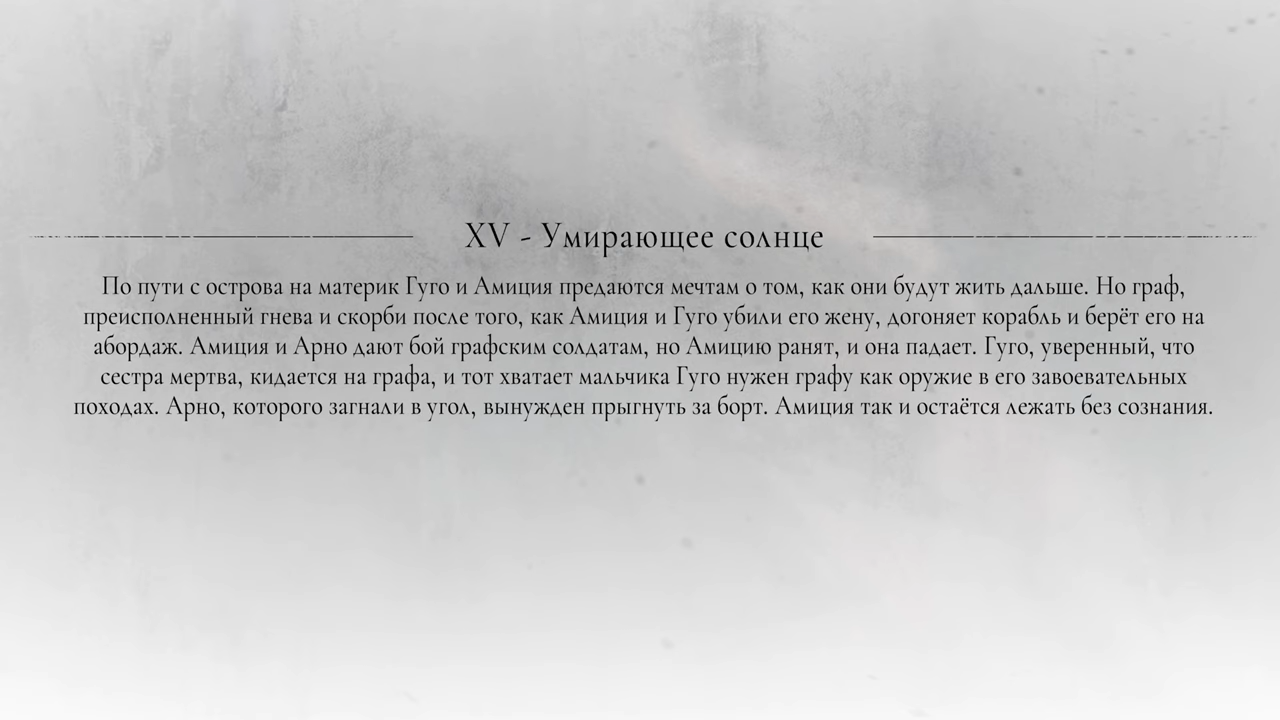 XV - Умирающее солнце
По пути с острова на материк Гуго и Амиция предаются мечтам о том, как они будут жить дальше. Но граф,
преисполненный гнева и скорби после того, как Амиция и Гуго убили его жену, догоняет корабль и берёт его на
абордаж. Амиция и Арно дают бой графским солдатам, но Амицию ранят, и она падает. Гуго, уверенный, что
сестра мертва, кидается на графа, и тот хватает мальчика Гуго нужен графу как оружие в его завоевательных
походах. Арно, которого загнали в угол, вынужден прыгнуть за борт. Амиция так и остаётся лежать без сознания.